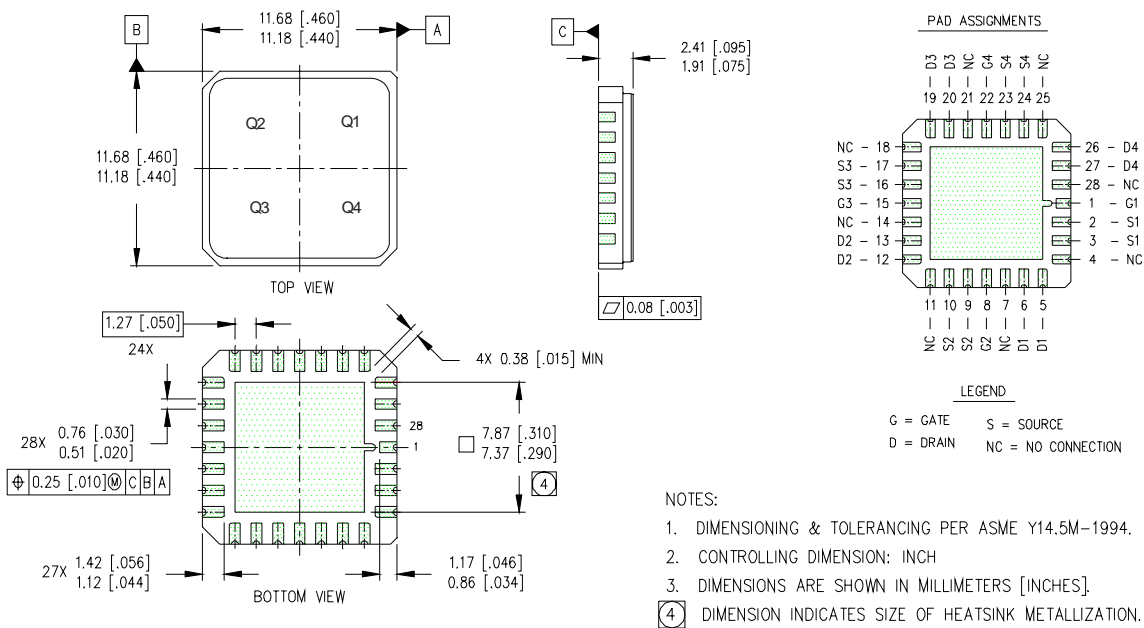 11.68 [.460]
11.18 [.440]
B
A
11.68 [.460]
11.18 [.440]
Q2
Q1
Q3
Q4
TOP VIEW
C
2.41 [.095]
1.91 [.075]
0.08 [.003]
PAD ASSIGNMENTS
D3 D3 NC G4 S4 S4 NC
19 20 21 22 23 24 25
NC - 18
S3 - 17
S3 - 16
G3 - 15
NC - 14
D2 - 13
D2 - 12
26 - D4
27 - D4
28 - NC
1 - G1
2 - S1
3 - S1
4 - NC
11 10 9 8 7 6 5
NC S2 S2 G2 NC D1 D1
LEGEND
G = GATE S = SOURCE
D = DRAIN NC = NO CONNECTION
1.27 [.050]
24X
4X 0.38 [.015] MIN
28X 0.76 [.030]
0.51 [.020]
⌖ 0.25 [.010] Ⓜ C B A
28
1
7.87 [.310]
7.37 [.290]
4
27X 1.42 [.056]
1.12 [.044]
1.17 [.046]
0.86 [.034]
BOTTOM VIEW
NOTES:
1. DIMENSIONING & TOLERANCING PER ASME Y14.5M-1994.
2. CONTROLLING DIMENSION: INCH
3. DIMENSIONS ARE SHOWN IN MILLIMETERS [INCHES].
4 DIMENSION INDICATES SIZE OF HEATSINK METALLIZATION.